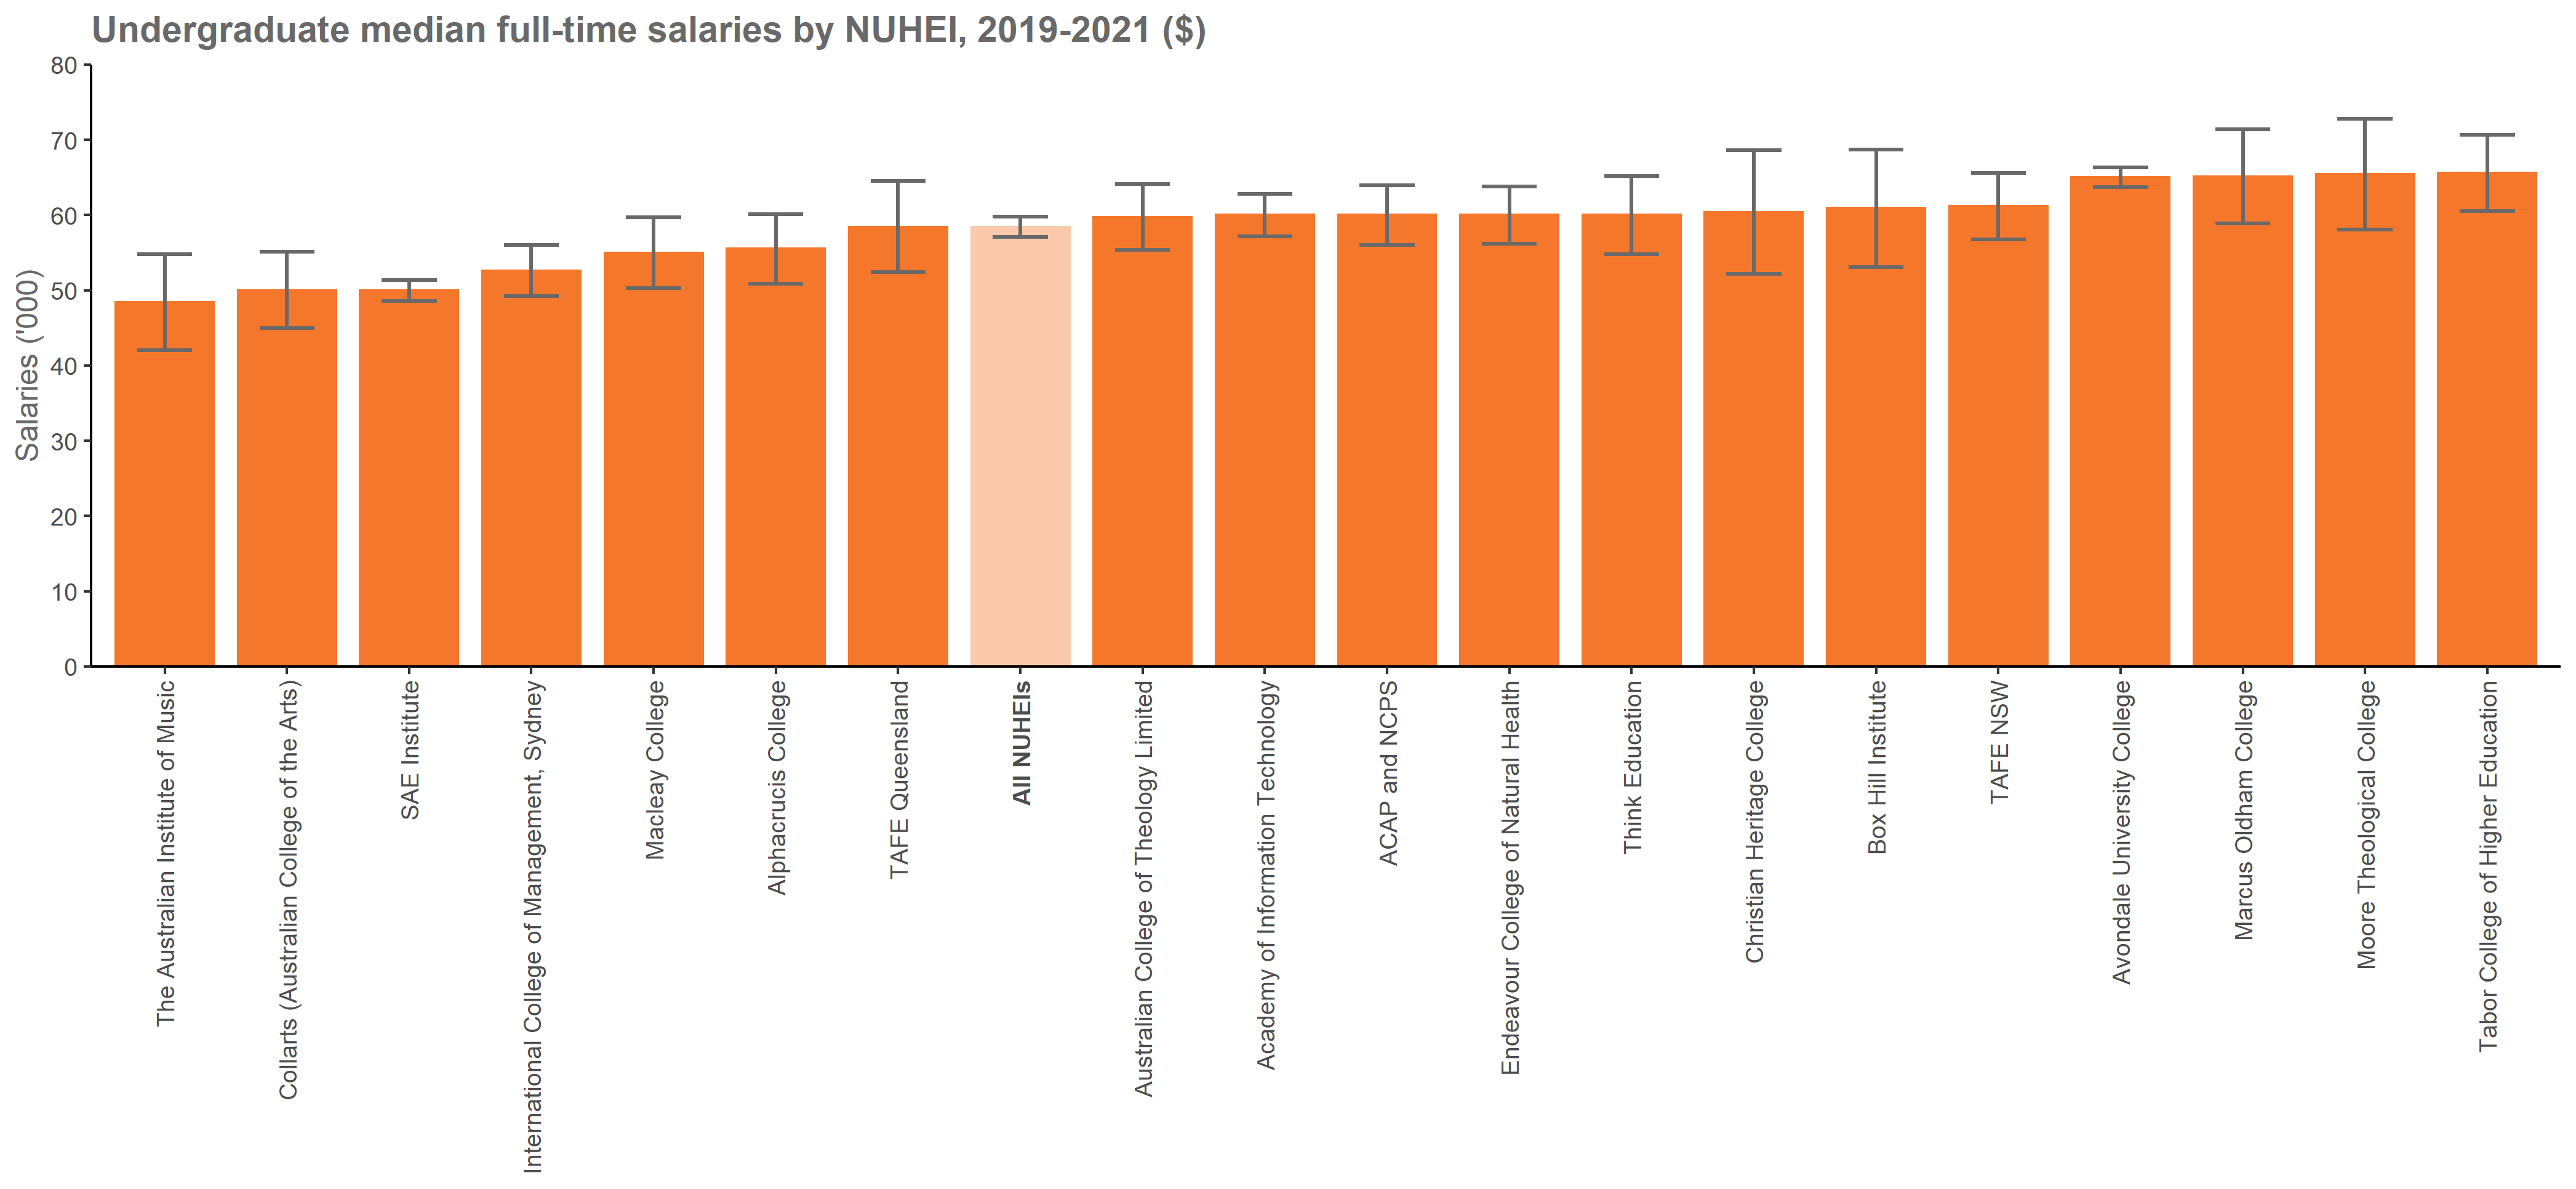 Undergraduate median full-time salaries by NUHEI, 2019-2021 ($)
Salaries ('000)
80
70
60
50
40
30
20
10
0
The Australian Institute of Music
Collarts (Australian College of the Arts)
SAE Institute
International College of Management, Sydney
Macleay College
Alphacrucis College
TAFE Queensland
All NUHEIs
Australian College of Theology Limited
Academy of Information Technology
ACAP and NCPS
Endeavour College of Natural Health
Think Education
Christian Heritage College
Box Hill Institute
TAFE NSW
Avondale University College
Marcus Oldham College
Moore Theological College
Tabor College of Higher Education